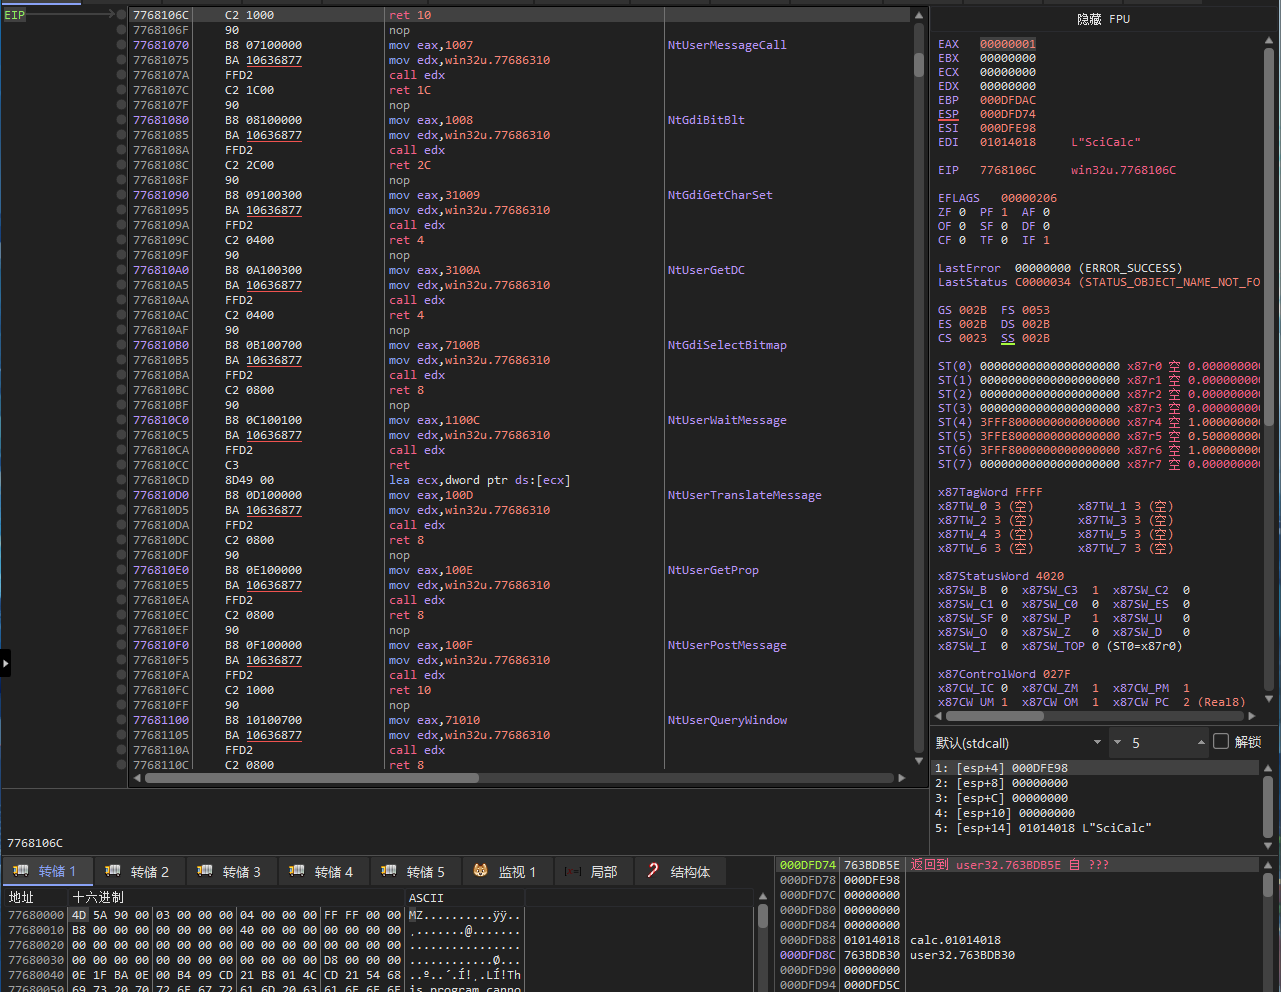 EIP
7768106C C2 1000 ret 10
7768106F 90 nop
77681070 B8 07100000 mov eax,1007 NtUserMessageCall
77681075 BA 10636877 mov edx,win32u.77686310
7768107A FFD2 call edx
7768107C C2 1C00 ret 1C
7768107F 90 nop
77681080 B8 08100000 mov eax,1008 NtGdiBitBlt
77681085 BA 10636877 mov edx,win32u.77686310
7768108A FFD2 call edx
7768108C C2 2C00 ret 2C
7768108F 90 nop
77681090 B8 09100300 mov eax,31009 NtGdiGetCharSet
77681095 BA 10636877 mov edx,win32u.77686310
7768109A FFD2 call edx
7768109C C2 0400 ret 4
7768109F 90 nop
776810A0 B8 0A100300 mov eax,3100A NtUserGetDC
776810A5 BA 10636877 mov edx,win32u.77686310
776810AA FFD2 call edx
776810AC C2 0400 ret 4
776810AF 90 nop
776810B0 B8 0B100700 mov eax,7100B NtGdiSelectBitmap
776810B5 BA 10636877 mov edx,win32u.77686310
776810BA FFD2 call edx
776810BC C2 0800 ret 8
776810BF 90 nop
776810C0 B8 0C100100 mov eax,1100C NtUserWaitMessage
776810C5 BA 10636877 mov edx,win32u.77686310
776810CA FFD2 call edx
776810CC C3 ret
776810CD 8D49 00 lea ecx,dword ptr ds:[ecx]
776810D0 B8 0D100000 mov eax,100D NtUserTranslateMessage
776810D5 BA 10636877 mov edx,win32u.77686310
776810DA FFD2 call edx
776810DC C2 0800 ret 8
776810DF 90 nop
776810E0 B8 0E100000 mov eax,100E NtUserGetProp
776810E5 BA 10636877 mov edx,win32u.77686310
776810EA FFD2 call edx
776810EC C2 0800 ret 8
776810EF 90 nop
776810F0 B8 0F100000 mov eax,100F NtUserPostMessage
776810F5 BA 10636877 mov edx,win32u.77686310
776810FA FFD2 call edx
776810FC C2 1000 ret 10
776810FF 90 nop
77681100 B8 10100700 mov eax,71010 NtUserQueryWindow
77681105 BA 10636877 mov edx,win32u.77686310
7768110A FFD2 call edx
7768110C C2 0800 ret 8
隐藏 FPU
EAX 00000001
EBX 00000000
ECX 00000000
EDX 00000000
EBP 000DFDAC
ESP 000DFD74
ESI 000DFE98
EDI 01014018 L"SciCalc"
EIP 7768106C win32u.7768106C
EFLAGS 00000206
ZF 0 PF 1 AF 0
OF 0 SF 0 DF 0
CF 0 TF 0 IF 1
LastError 00000000 (ERROR_SUCCESS)
LastStatus C0000034 (STATUS_OBJECT_NAME_NOT_FO
GS 002B FS 0053
ES 002B DS 002B
CS 0023 SS 002B
ST(0) 00000000000000000000 x87r0 空 0.000000000
ST(1) 00000000000000000000 x87r1 空 0.000000000
ST(2) 00000000000000000000 x87r2 空 0.000000000
ST(3) 00000000000000000000 x87r3 空 0.000000000
ST(4) 3FFF8000000000000000 x87r4 空 1.000000000
ST(5) 3FFE8000000000000000 x87r5 空 0.500000000
ST(6) 3FFF8000000000000000 x87r6 空 1.000000000
ST(7) 00000000000000000000 x87r7 空 0.000000000
x87TagWord FFFF
x87TW_0 3 (空) x87TW_1 3 (空)
x87TW_2 3 (空) x87TW_3 3 (空)
x87TW_4 3 (空) x87TW_5 3 (空)
x87TW_6 3 (空) x87TW_7 3 (空)
x87StatusWord 4020
x87SW_B 0 x87SW_C3 1 x87SW_C2 0
x87SW_C1 0 x87SW_C0 0 x87SW_ES 0
x87SW_SF 0 x87SW_P 1 x87SW_U 0
x87SW_O 0 x87SW_Z 0 x87SW_D 0
x87SW_I 0 x87SW_TOP 0 (ST0=x87r0)
x87ControlWord 027F
x87CW_IC 0 x87CW_ZM 1 x87CW_PM 1
x87CW_UM 1 x87CW_OM 1 x87CW_PC 2 (Real8)
默认(stdcall) 5 解锁
1: [esp+4] 000DFE98
2: [esp+8] 00000000
3: [esp+C] 00000000
4: [esp+10] 00000000
5: [esp+14] 01014018 L"SciCalc"
7768106C
转储 1 转储 2 转储 3 转储 4 转储 5 监视 1 局部 结构体
地址 十六进制 ASCII
77680000 4D 5A 90 00 03 00 00 00 04 00 00 00 FF FF 00 00 MZ..........ÿÿ..
77680010 B8 00 00 00 00 00 00 00 40 00 00 00 00 00 00 00 ¸.......@.......
77680020 00 00 00 00 00 00 00 00 00 00 00 00 00 00 00 00 ................
77680030 00 00 00 00 00 00 00 00 00 00 00 00 D8 00 00 00 ............Ø...
77680040 0E 1F BA 0E 00 B4 09 CD 21 B8 01 4C CD 21 54 68 ..º..´.Í!¸.LÍ!Th
77680050 69 73 20 70 72 6F 67 72 61 6D 20 63 61 6E 6E 6F is program canno
000DFD74 763BDB5E 返回到 user32.763BDB5E 自 ???
000DFD78 000DFE98
000DFD7C 00000000
000DFD80 00000000
000DFD84 00000000
000DFD88 01014018 calc.01014018
000DFD8C 763BDB30 user32.763BDB30
000DFD90 00000000
000DFD94 000DFD5C